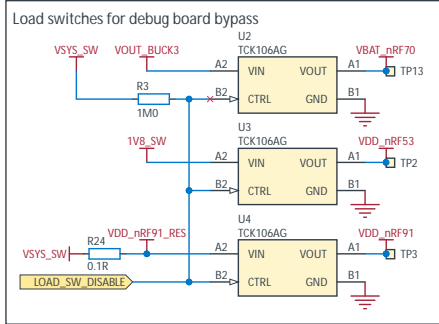 Load switches for debug board bypass
U2
VSYS_SW VOUT_BUCK3 TCK106AG VBAT_nRF70
A2 VIN VOUT A1 TP13
R3 B2 CTRL GND B1
1M0
U3
1V8_SW TCK106AG VDD_nRF53
A2 VIN VOUT A1 TP2
B2 CTRL GND B1
U4
VDD_nRF91_RES TCK106AG VDD_nRF91
R24
VSYS_SW A2 VIN VOUT A1 TP3
0.1R
LOAD_SW_DISABLE B2 CTRL GND B1